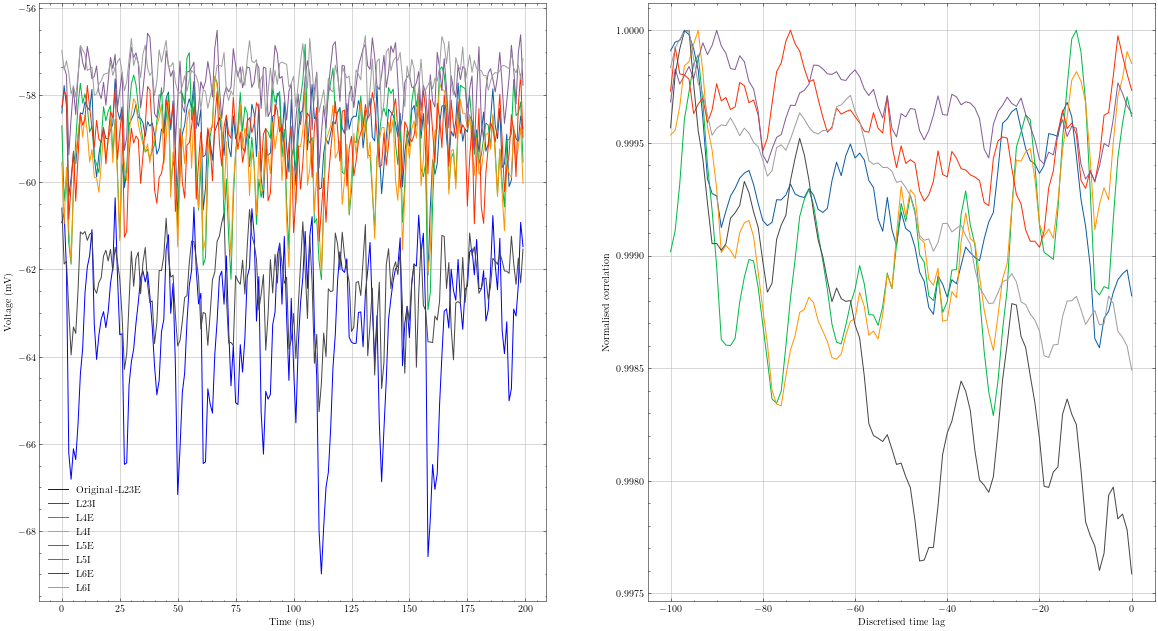 −56
−58
−60
−62
−64
−66
−68
Voltage (mV)
Original -L23E
L23I
L4E
L4I
L5E
L5I
L6E
L6I
0
25
50
75
100
125
150
175
200
Time (ms)
1.0000
0.9995
0.9990
0.9985
0.9980
0.9975
Normalised correlation
−100
−80
−60
−40
−20
0
Discretised time lag